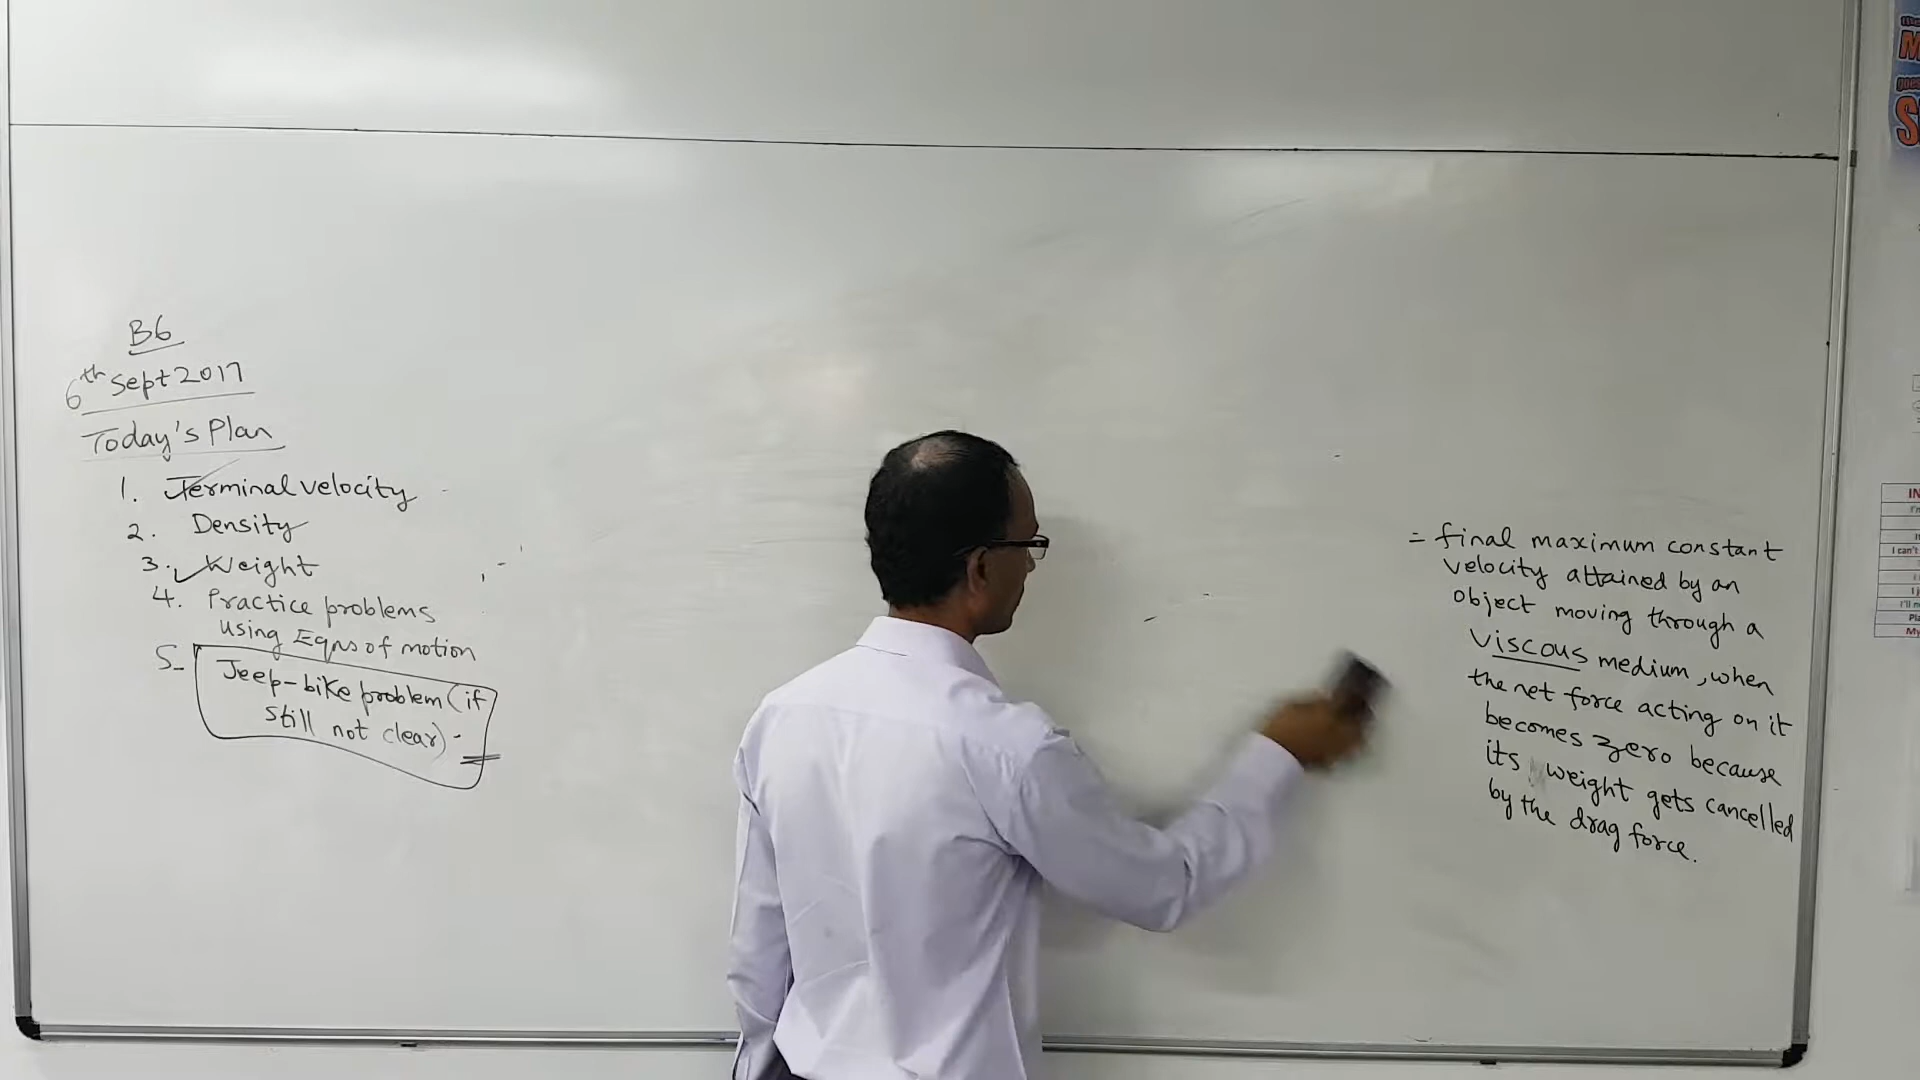 B6
6th Sept 2017
Today's Plan
1. Terminal velocity
2. Density
3. Weight
4. Practice problems
using Eqns of motion
5. Jeep-bike problem (if
still not clear).
= final maximum constant
velocity attained by an
object moving through a
viscous medium, when
the net force acting on it
becomes zero because
its weight gets cancelled
by the drag force.
IN
I can't